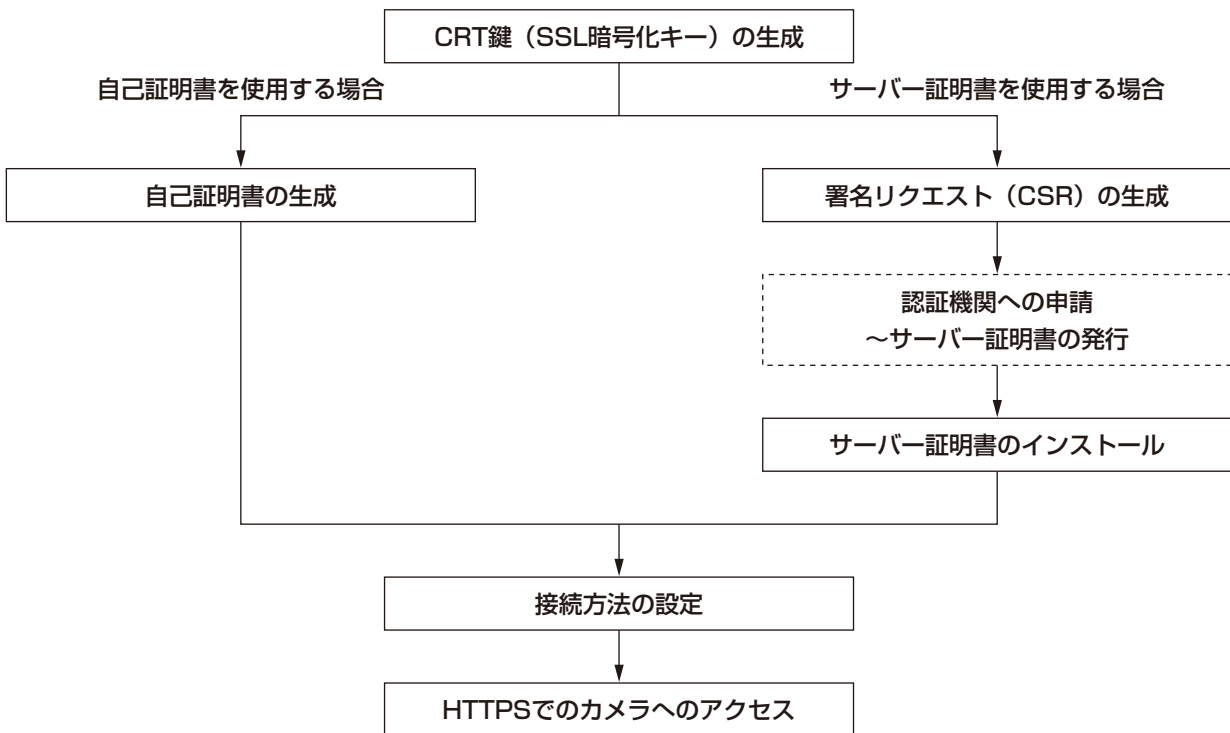 CRT鍵（SSL暗号化キー）の生成
自己証明書を使用する場合
サーバー証明書を使用する場合
自己証明書の生成
署名リクエスト（CSR）の生成
認証機関への申請
～サーバー証明書の発行
サーバー証明書のインストール
接続方法の設定
HTTPSでのカメラへのアクセス